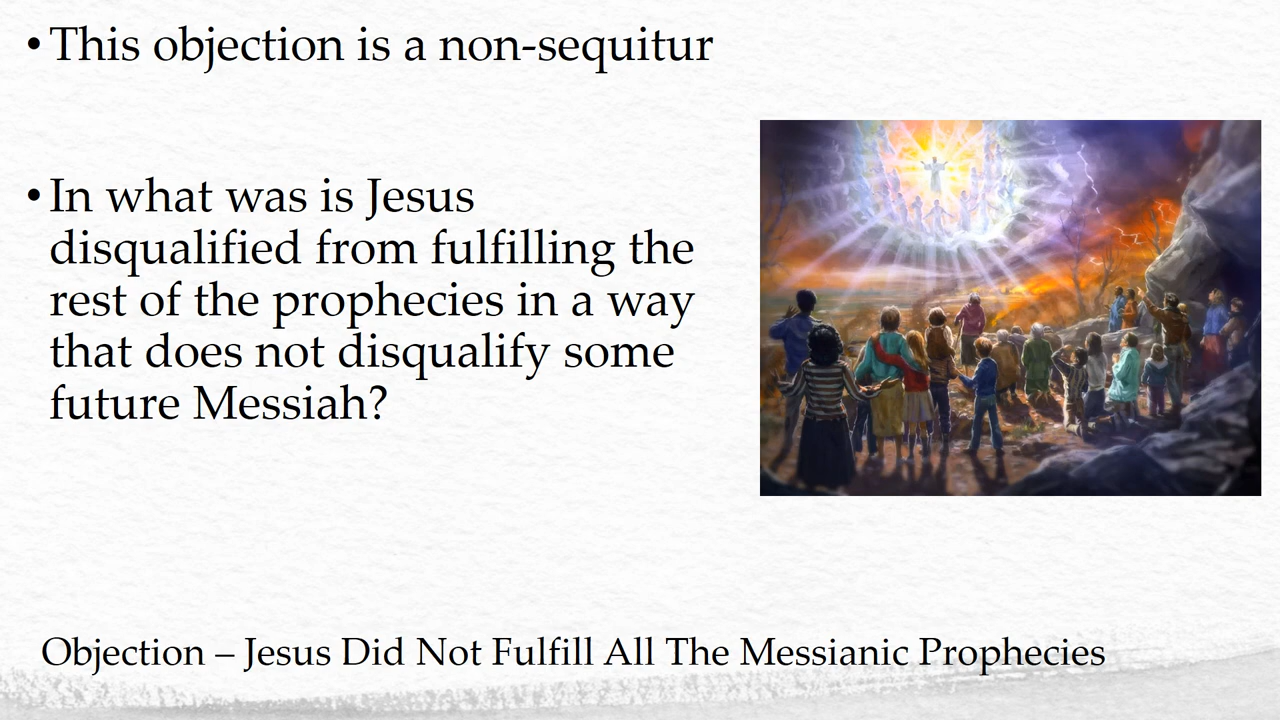 • This objection is a non-sequitur
• In what was is Jesus
disqualified from fulfilling the
rest of the prophecies in a way
that does not disqualify some
future Messiah?
Objection – Jesus Did Not Fulfill All The Messianic Prophecies